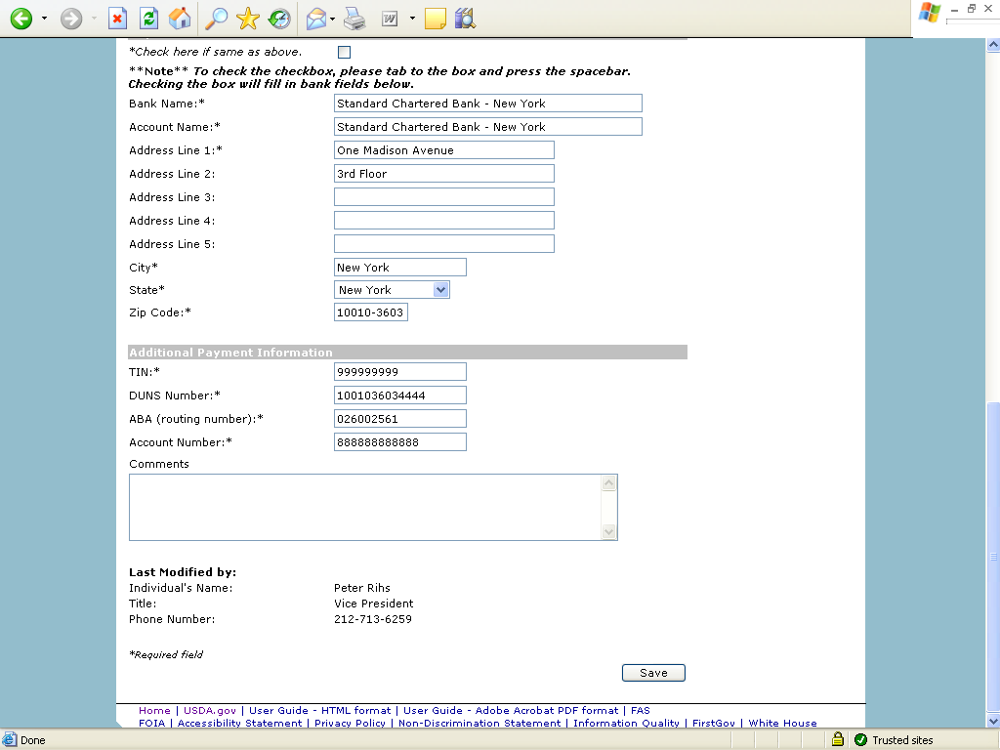 *Check here if same as above.
**Note** To check the checkbox, please tab to the box and press the spacebar.
Checking the box will fill in bank fields below.
Bank Name:* Standard Chartered Bank - New York
Account Name:* Standard Chartered Bank - New York
Address Line 1:* One Madison Avenue
Address Line 2: 3rd Floor
Address Line 3:
Address Line 4:
Address Line 5:
City* New York
State* New York
Zip Code:* 10010-3603
Additional Payment Information
TIN:* 999999999
DUNS Number:* 1001036034444
ABA (routing number):* 026002561
Account Number:* 888888888888
Comments
Last Modified by:
Individual's Name: Peter Rihs
Title: Vice President
Phone Number: 212-713-6259
*Required field
Save
Home | USDA.gov | User Guide - HTML format | User Guide - Adobe Acrobat PDF format | FAS
FOIA | Accessibility Statement | Privacy Policy | Non-Discrimination Statement | Information Quality | FirstGov | White House
Done Trusted sites